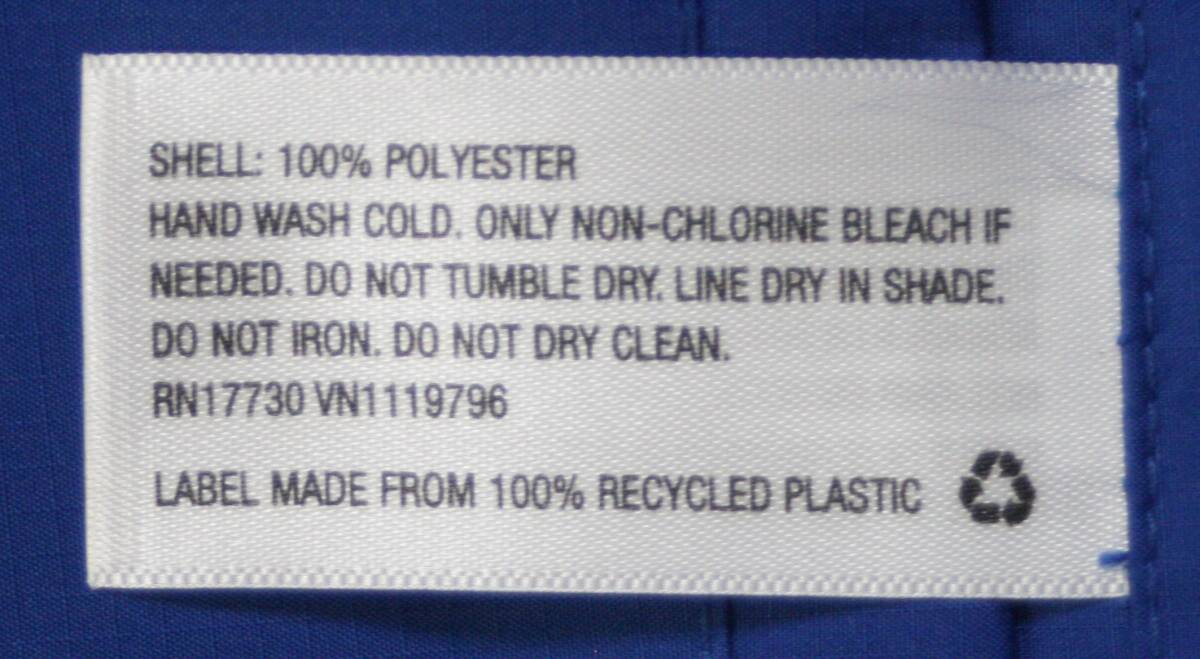 SHELL: 100% POLYESTER
HAND WASH COLD. ONLY NON-CHLORINE BLEACH IF
NEEDED. DO NOT TUMBLE DRY. LINE DRY IN SHADE.
DO NOT IRON. DO NOT DRY CLEAN.
RN17730 VN1119796
LABEL MADE FROM 100% RECYCLED PLASTIC